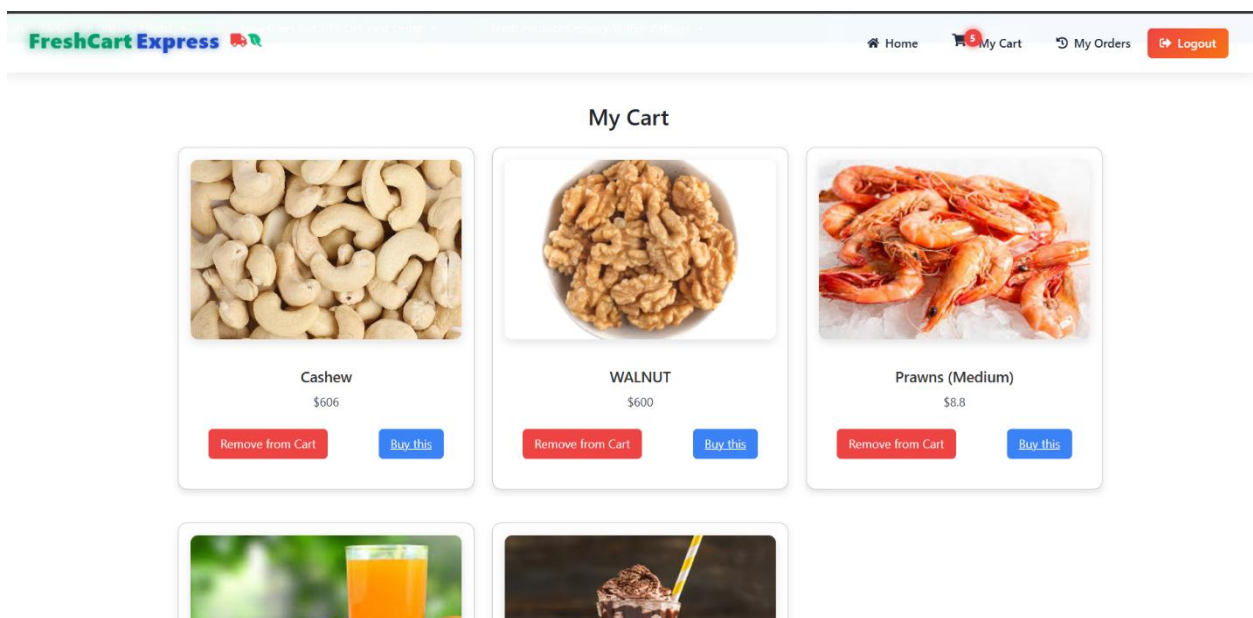 FreshCart Express
Home
5
My Cart
My Orders
Logout
My Cart
Cashew
$606
Remove from Cart
Buy this
WALNUT
$600
Remove from Cart
Buy this
Prawns (Medium)
$8.8
Remove from Cart
Buy this